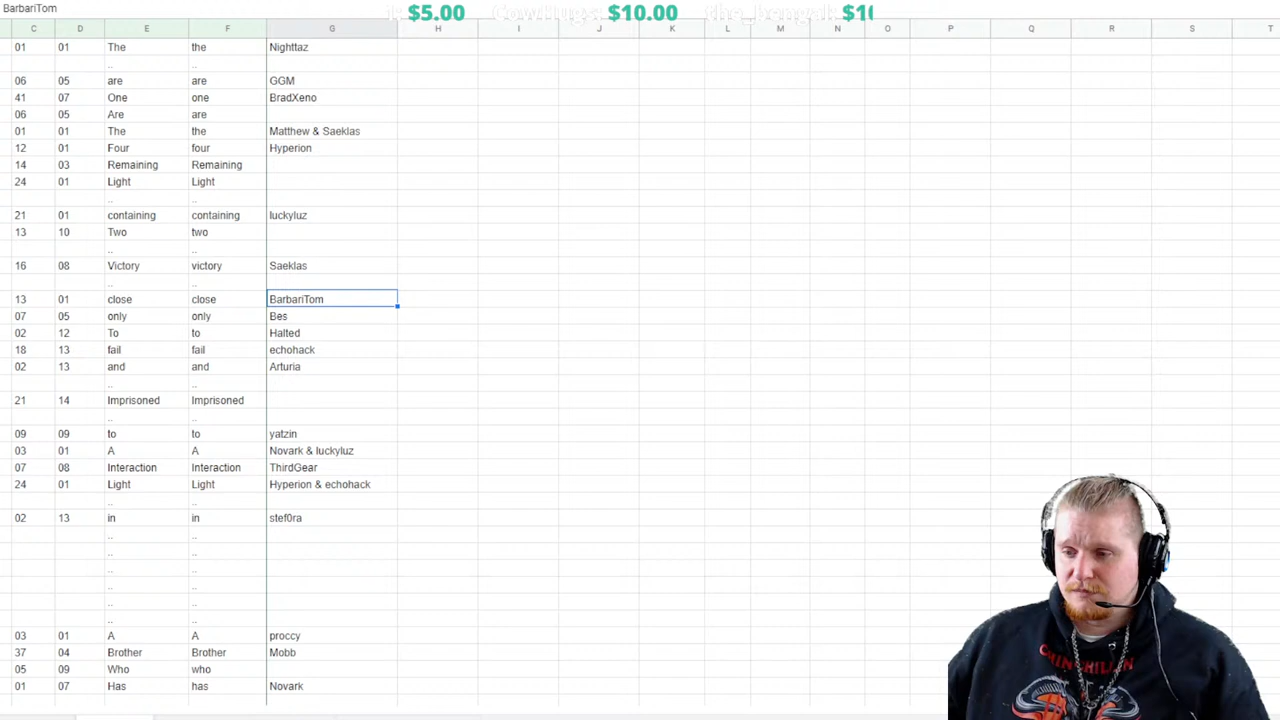 BarbariTom
$5.00 CowHugs: $10.00 the_bengal: $10
C D E F G H I J K L M N O P Q R S T
01 01 The the Nighttaz
.. ..
06 05 are are GGM
41 07 One one BradXeno
06 05 Are are
01 01 The the Matthew & Saeklas
12 01 Four four Hyperion
14 03 Remaining Remaining
24 01 Light Light
.. ..
21 01 containing containing luckyluz
13 10 Two two
.. ..
16 08 Victory victory Saeklas
.. ..
13 01 close close BarbariTom
07 05 only only Bes
02 12 To to Halted
18 13 fail fail echohack
02 13 and and Arturia
.. ..
21 14 Imprisoned Imprisoned
.. ..
09 09 to to yatzin
03 01 A A Novark & luckyluz
07 08 Interaction Interaction ThirdGear
24 01 Light Light Hyperion & echohack
.. ..
02 13 in in stef0ra
.. ..
.. ..
.. ..
.. ..
.. ..
.. ..
03 01 A A proccy
37 04 Brother Brother Mobb
05 09 Who who
01 07 Has has Novark